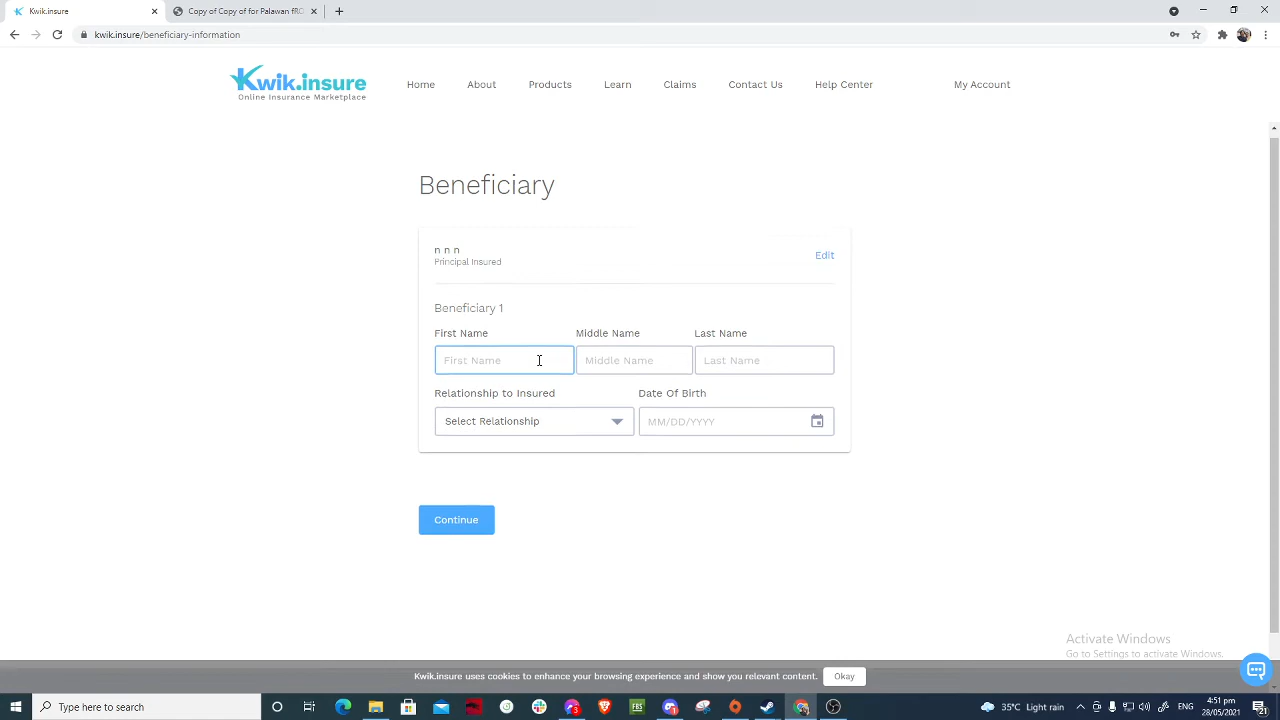 Kwik.insure
Copy of Copy of Palawan fRC
kwik.insure/beneficiary-information
Kwik.insure
Online Insurance Marketplace
Home
About
Products
Learn
Claims
Contact Us
Help Center
My Account
Beneficiary
n n n
Principal Insured
Edit
Beneficiary 1
First Name
Middle Name
Last Name
First Name
Middle Name
Last Name
Relationship to Insured
Date Of Birth
Select Relationship
MM/DD/YYYY
Continue
Activate Windows
Go to Settings to activate Windows.
Kwik.insure uses cookies to enhance your browsing experience and show you relevant content.
Okay
Type here to search
FBS
35°C Light rain
4:51 pm
28/05/2021